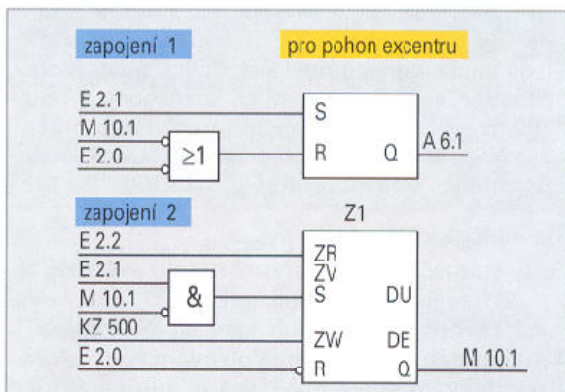 zapojení 1
pro pohon excentru
E 2.1
M 10.1
E 2.0
≥1
S
R Q
A 6.1
zapojení 2
Z1
E 2.2
E 2.1
M 10.1
KZ 500
E 2.0
&
ZR
ZV
S DU
ZW DE
R Q
M 10.1